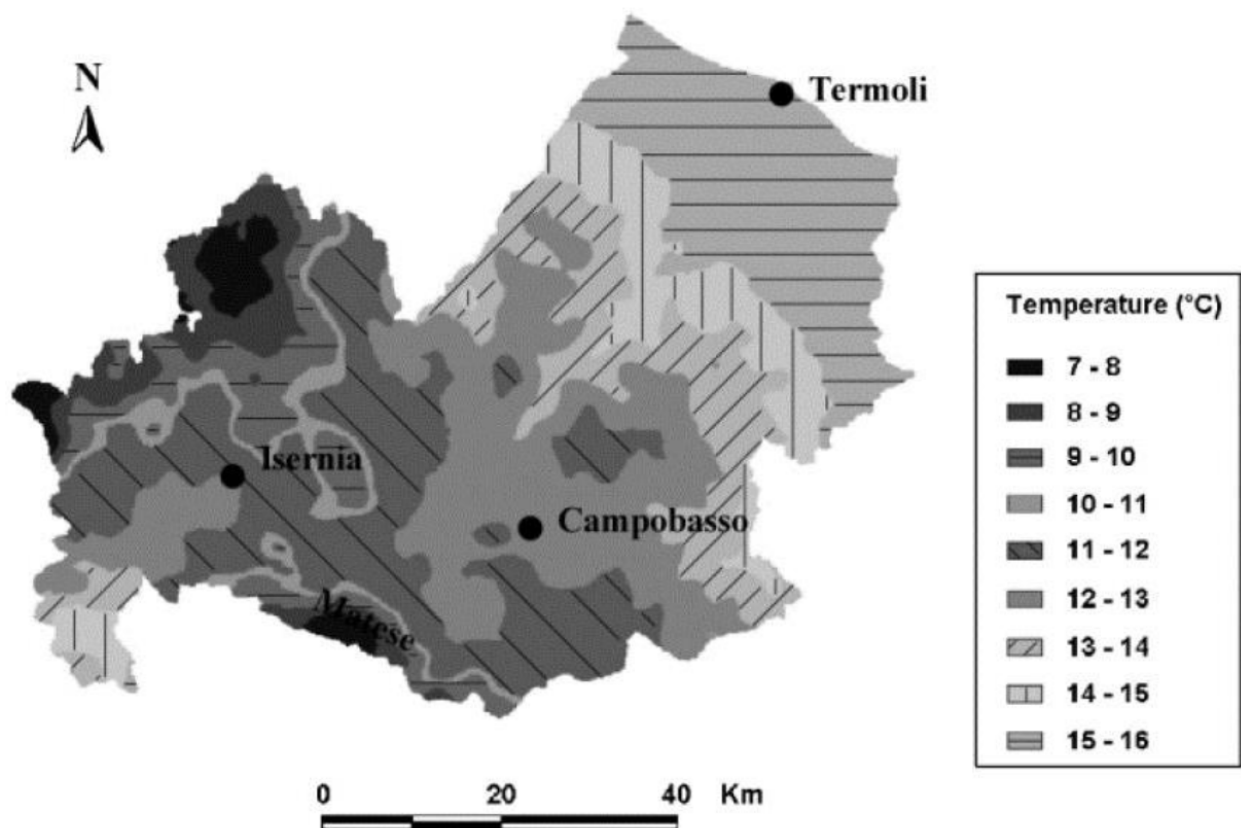 N
Termoli
Isernia
Campobasso
Matese
Temperature (°C)
7 - 8
8 - 9
9 - 10
10 - 11
11 - 12
12 - 13
13 - 14
14 - 15
15 - 16
0 20 40 Km